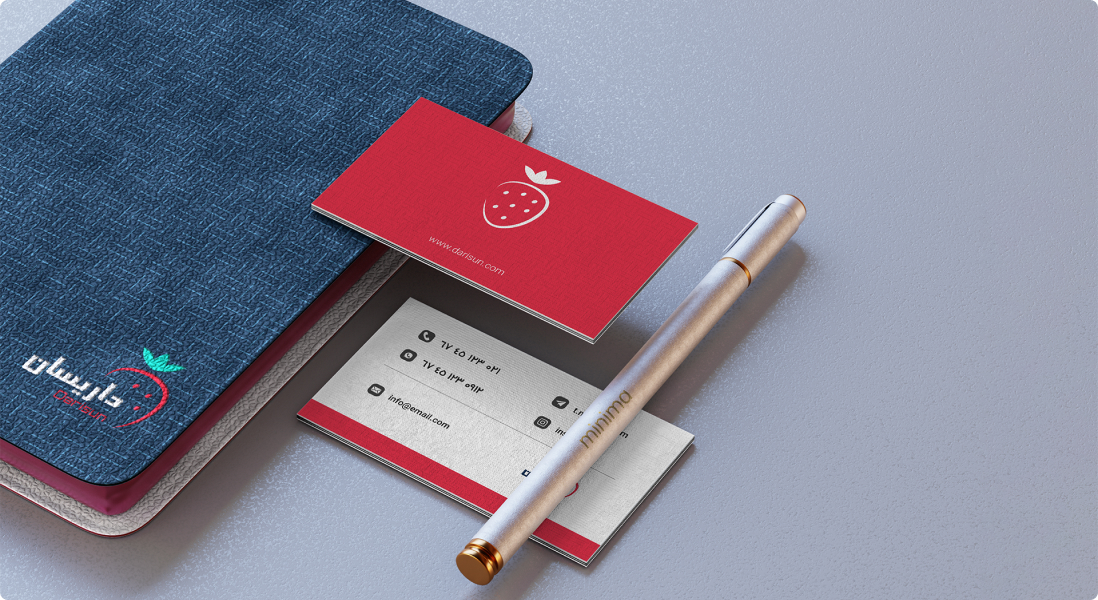 داریسان
Darisun
www.darisun.com
۰۲۱ ۱۲۳ ۴۵ ۶۷
۰۹۱۲ ۱۲۳ ۴۵ ۶۷
info@email.com
minima